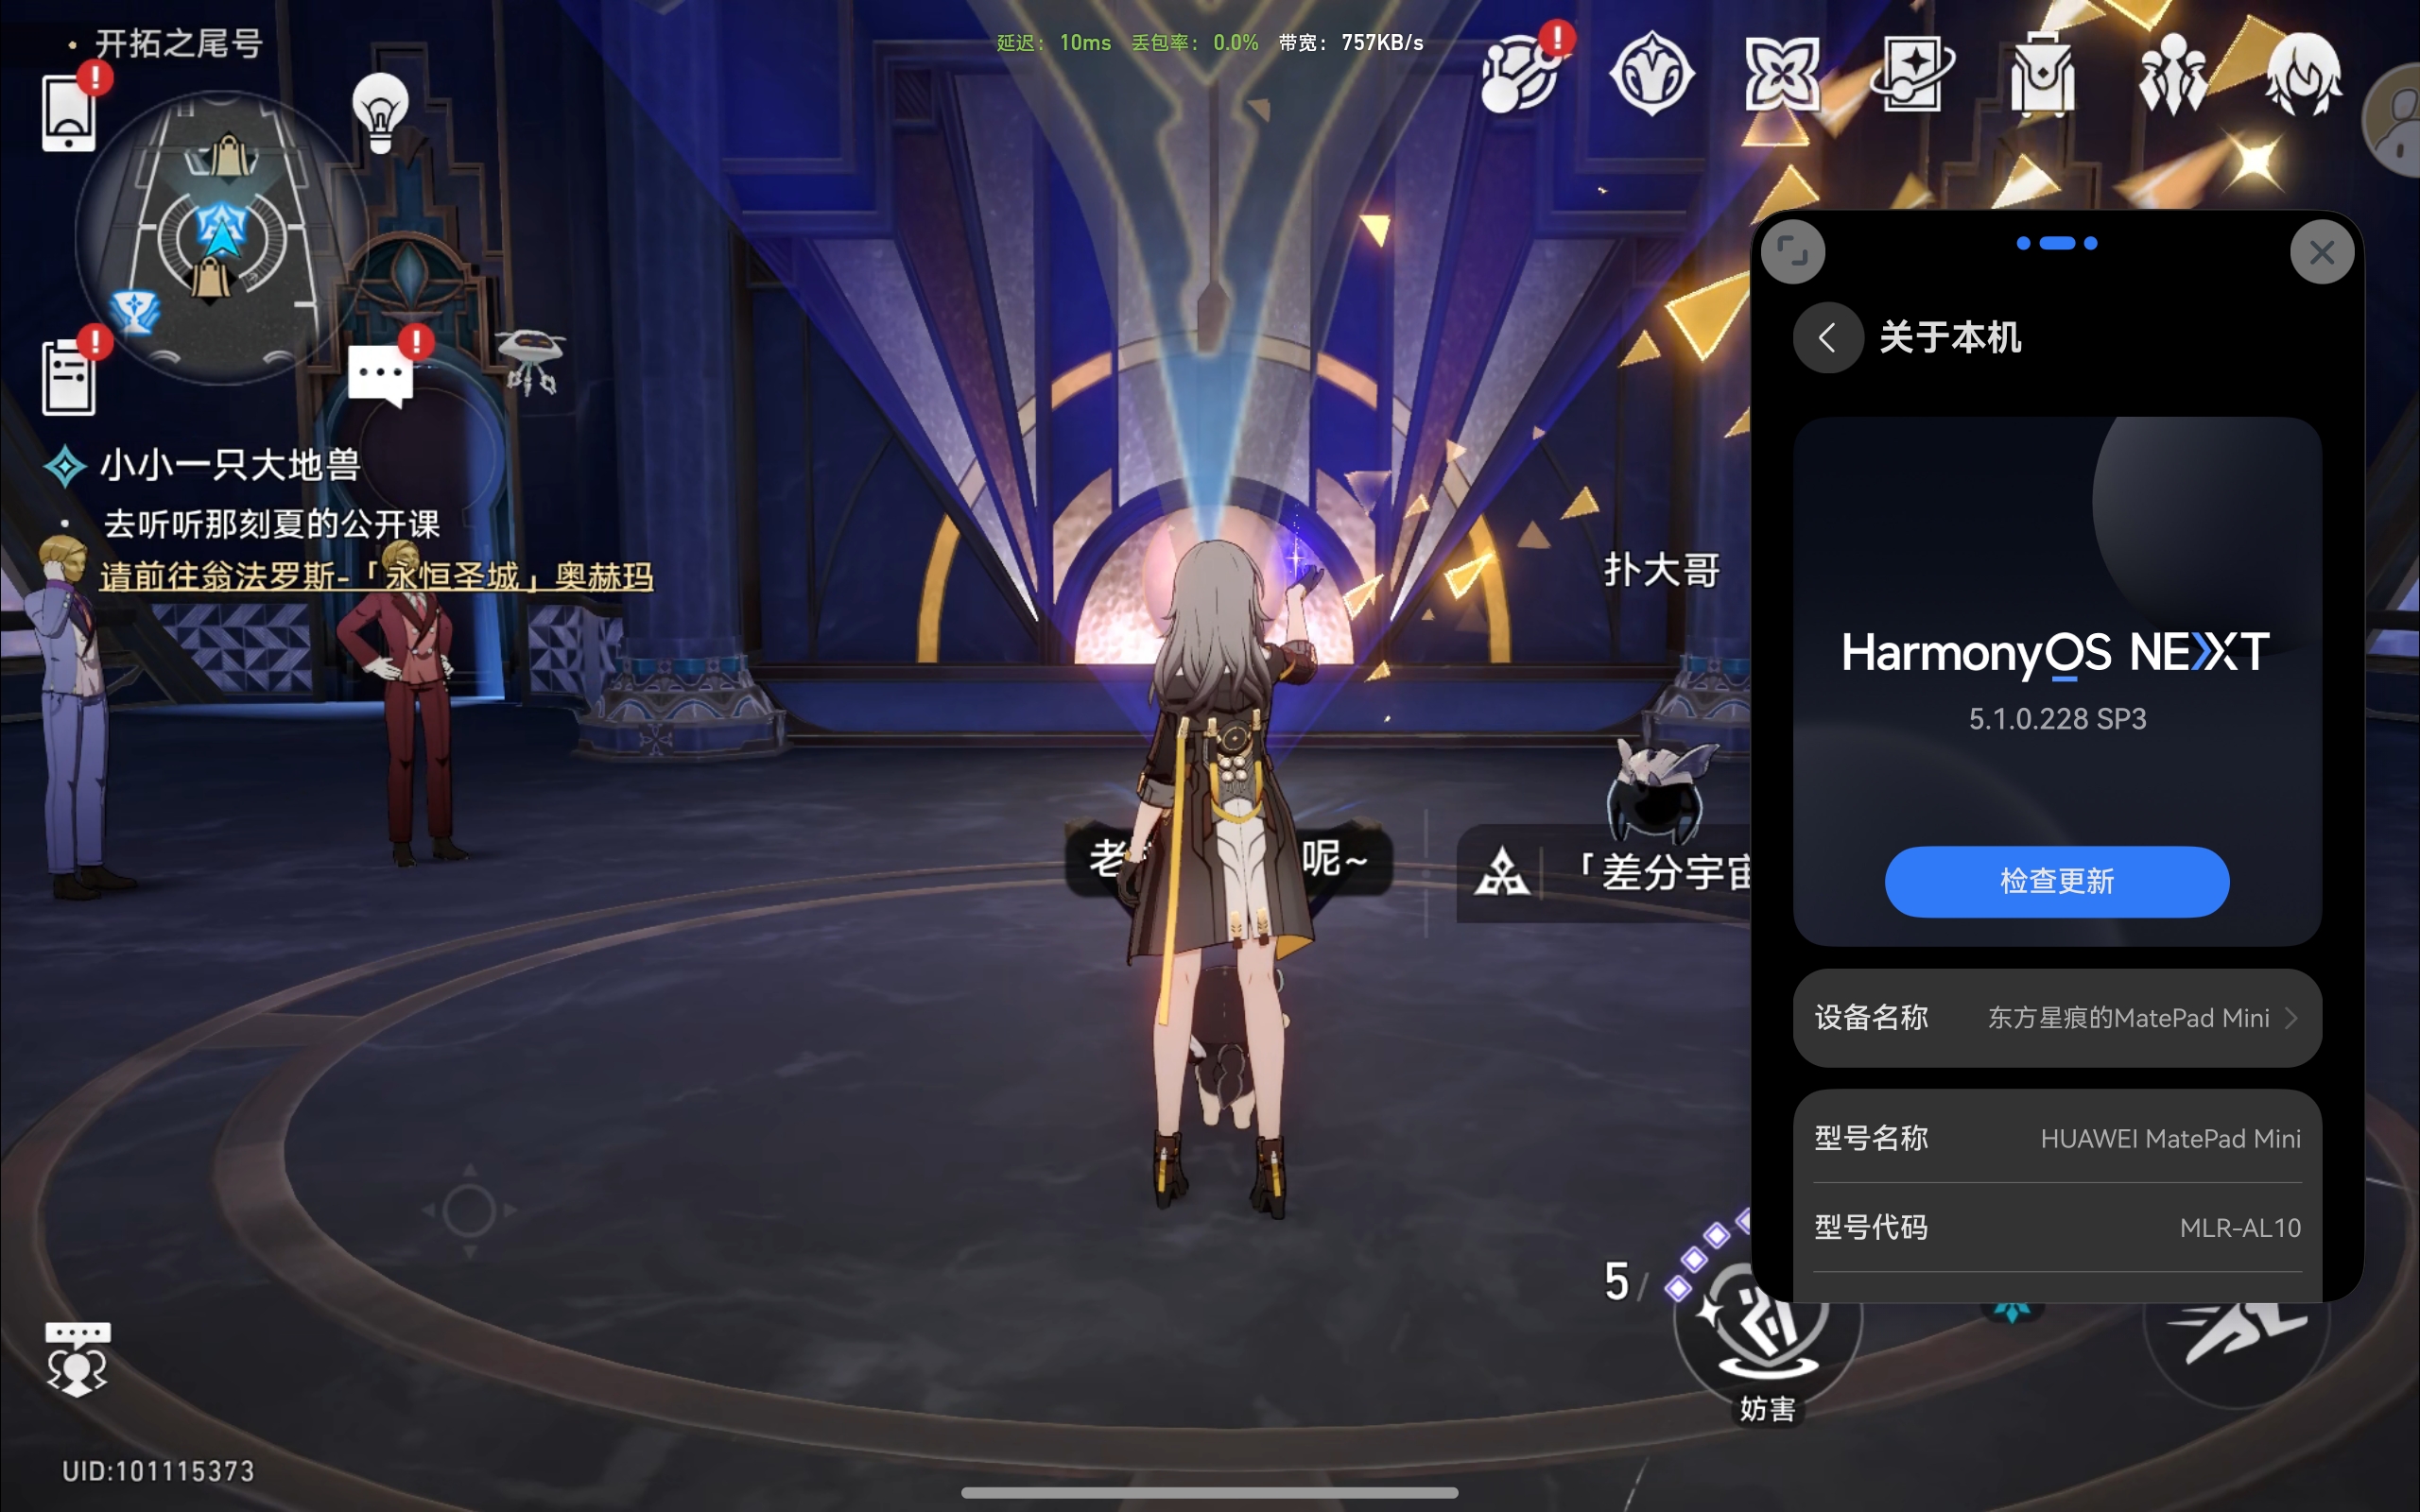 开拓之尾号
延迟: 10ms 丢包率: 0.0% 带宽: 757KB/s
小小一只大地兽
去听听那刻夏的公开课
请前往翁法罗斯-「永恒圣城」奥赫玛
扑大哥
老
呢~
「差分宇宙
5/
妨害
UID:101115373
关于本机
HarmonyOS NEXT
5.1.0.228 SP3
检查更新
设备名称 东方星痕的MatePad Mini
型号名称 HUAWEI MatePad Mini
型号代码 MLR-AL10